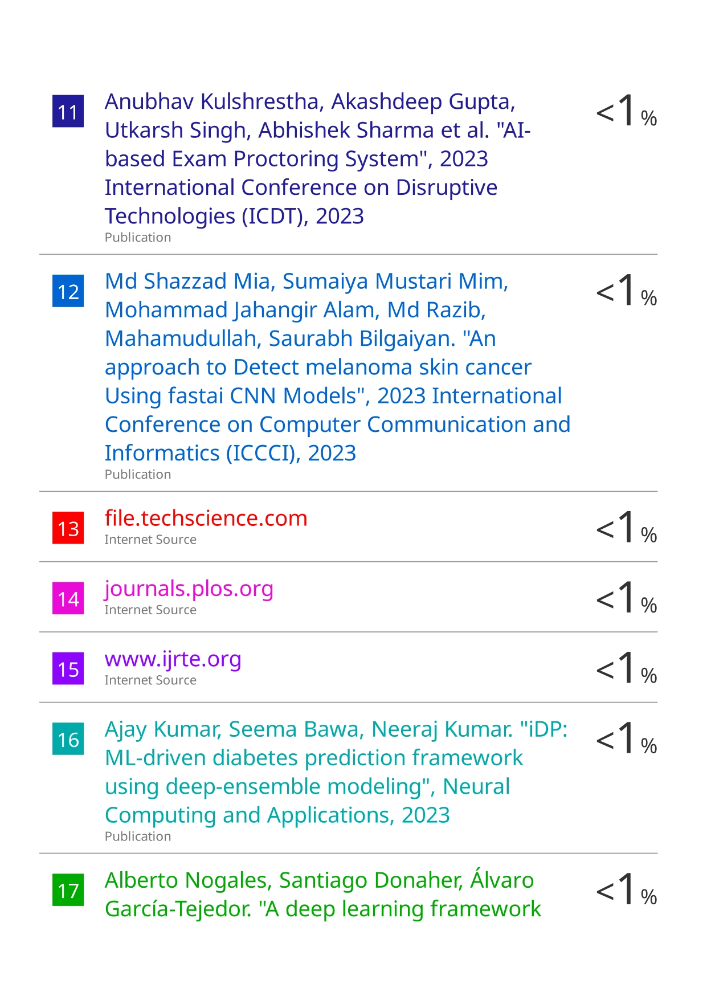 11
Anubhav Kulshrestha, Akashdeep Gupta,
Utkarsh Singh, Abhishek Sharma et al. "AI-
based Exam Proctoring System", 2023
International Conference on Disruptive
Technologies (ICDT), 2023
Publication
<1%
12
Md Shazzad Mia, Sumaiya Mustari Mim,
Mohammad Jahangir Alam, Md Razib,
Mahamudullah, Saurabh Bilgaiyan. "An
approach to Detect melanoma skin cancer
Using fastai CNN Models", 2023 International
Conference on Computer Communication and
Informatics (ICCCI), 2023
Publication
<1%
13
file.techscience.com
Internet Source
<1%
14
journals.plos.org
Internet Source
<1%
15
www.ijrte.org
Internet Source
<1%
16
Ajay Kumar, Seema Bawa, Neeraj Kumar. "iDP:
ML-driven diabetes prediction framework
using deep-ensemble modeling", Neural
Computing and Applications, 2023
Publication
<1%
17
Alberto Nogales, Santiago Donaher, Álvaro
García-Tejedor. "A deep learning framework
<1%